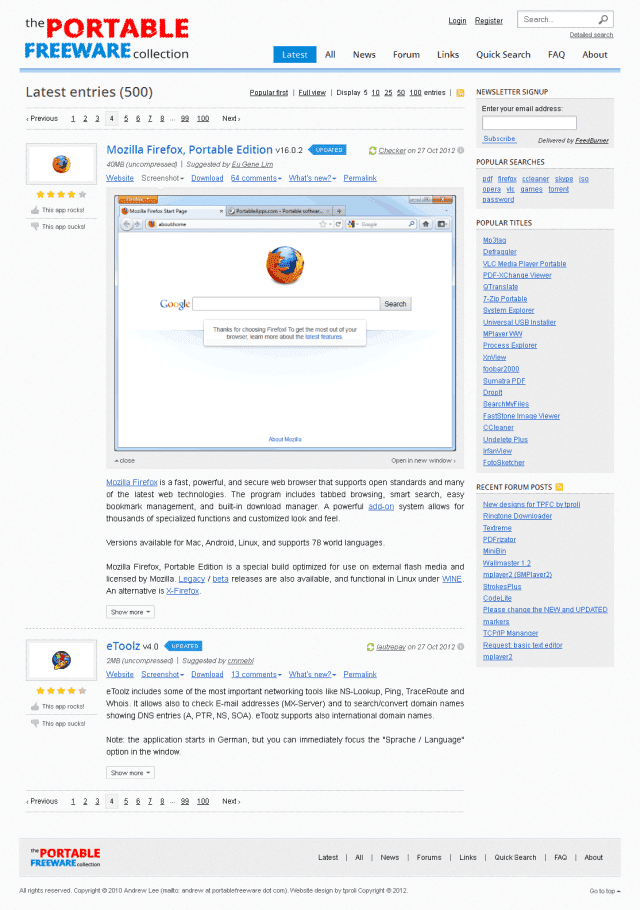 the PORTABLE
FREEWARE collection
Login Register Search...
Detailed search
Latest All News Forum Links Quick Search FAQ About
Latest entries (500)
Popular first | Full view | Display 5 10 25 50 100 entries |
‹ Previous 1 2 3 4 5 6 7 8 ... 99 100 Next ›
Mozilla Firefox, Portable Edition v16.0.2 UPDATED
Checker on 27 Oct 2012
40MB (uncompressed) | Suggested by Eu Gene Lim
Website Screenshot Download 64 comments What's new? Permalink
This app rocks!
This app sucks!
Firefox
Mozilla Firefox Start Page
PortableApps.com - Portable software...
about:home
Google
Google
Search
Thanks for choosing Firefox! To get the most out of your
browser, learn more about the latest features.
About Mozilla
close
Open in new window ›
Mozilla Firefox is a fast, powerful, and secure web browser that supports open standards and many
of the latest web technologies. The program includes tabbed browsing, smart search, easy
bookmark management, and built-in download manager. A powerful add-on system allows for
thousands of specialized functions and customized look and feel.
Versions available for Mac, Android, Linux, and supports 78 world languages.
Mozilla Firefox, Portable Edition is a special build optimized for use on external flash media and
licensed by Mozilla. Legacy / beta releases are also available, and functional in Linux under WINE.
An alternative is X-Firefox.
Show more
eToolz v4.0 UPDATED
lautrepay on 27 Oct 2012
2MB (uncompressed) | Suggested by cmmebl
Website Screenshot Download 13 comments What's new? Permalink
This app rocks!
This app sucks!
eToolz includes some of the most important networking tools like NS-Lookup, Ping, TraceRoute and
Whois. It allows also to check E-mail addresses (MX-Server) and to search/convert domain names
showing DNS entries (A, PTR, NS, SOA). eToolz supports also international domain names.
Note: the application starts in German, but you can immediately focus the "Sprache / Language"
option in the window.
Show more
‹ Previous 1 2 3 4 5 6 7 8 ... 99 100 Next ›
NEWSLETTER SIGNUP
Enter your email address:
Subscribe Delivered by FeedBurner
POPULAR SEARCHES
pdf firefox ccleaner skype iso
opera vlc games torrent
password
POPULAR TITLES
Mp3tag
Defraggler
VLC Media Player Portable
PDF-XChange Viewer
QTranslate
7-Zip Portable
System Explorer
Universal USB Installer
MPlayer WW
Process Explorer
XnView
foobar2000
Sumatra PDF
DropIt
SearchMyFiles
FastStone Image Viewer
CCleaner
Undelete Plus
IrfanView
FotoSketcher
RECENT FORUM POSTS
New designs for TPFC by tproli
Ringtone Downloader
Textreme
PDFrizator
MiniBin
Wallmaster 1.2
mplayer2 (SMPlayer2)
StrokesPlus
CodeLite
Please change the NEW and UPDATED
markers
TCP/IP Mananger
Request: basic text editor
mplayer2
the PORTABLE
FREEWARE
collection
Latest | All | News | Forums | Links | Quick Search | FAQ | About
All rights reserved. Copyright © 2010 Andrew Lee (mailto: andrew at portablefreeware dot com). Website design by tproli Copyright © 2012.
Go to top